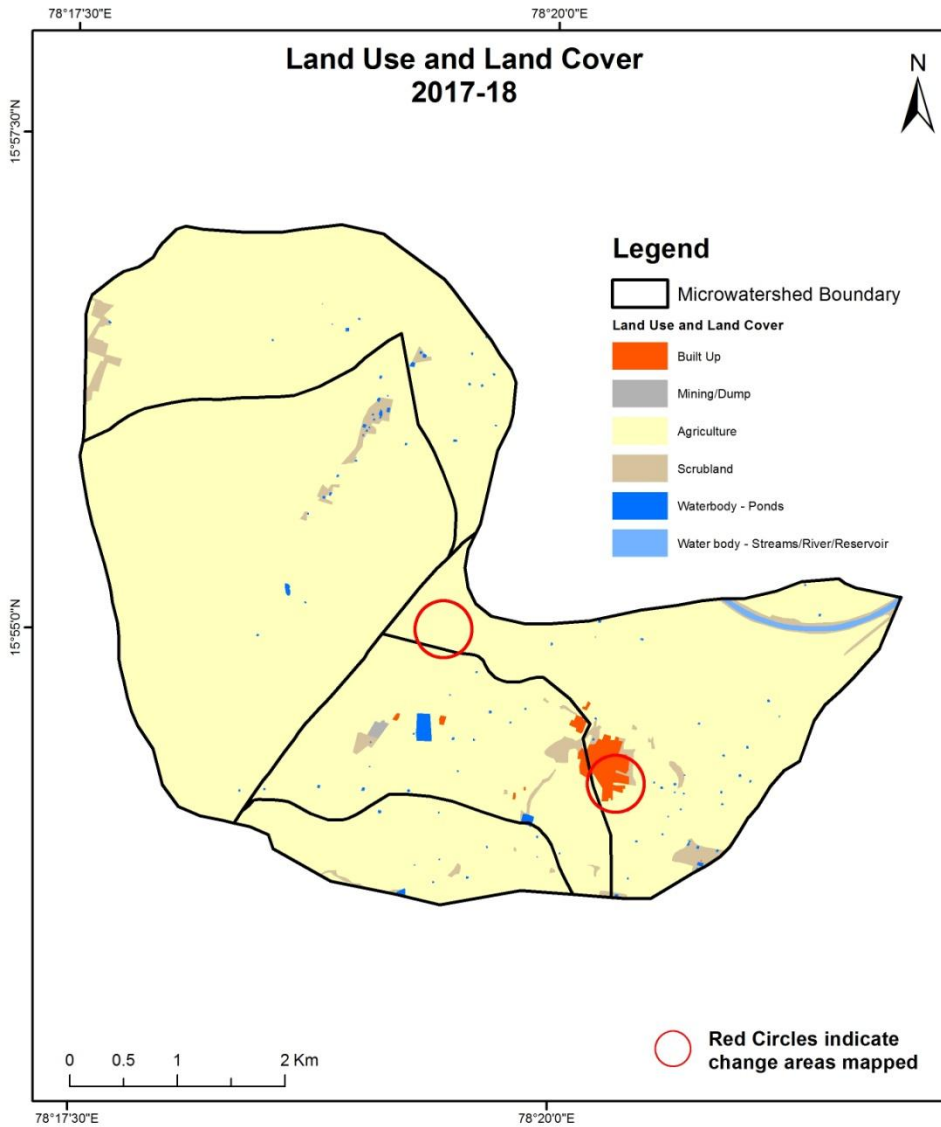 78°17'30"E
78°20'0"E
Land Use and Land Cover
2017-18
N
15°57'30"N
Legend
Microwatershed Boundary
Land Use and Land Cover
Built Up
Mining/Dump
Agriculture
Scrubland
Waterbody - Ponds
Water body - Streams/River/Reservoir
15°55'0"N
Red Circles indicate
change areas mapped
0 0.5 1 2 Km
78°17'30"E
78°20'0"E